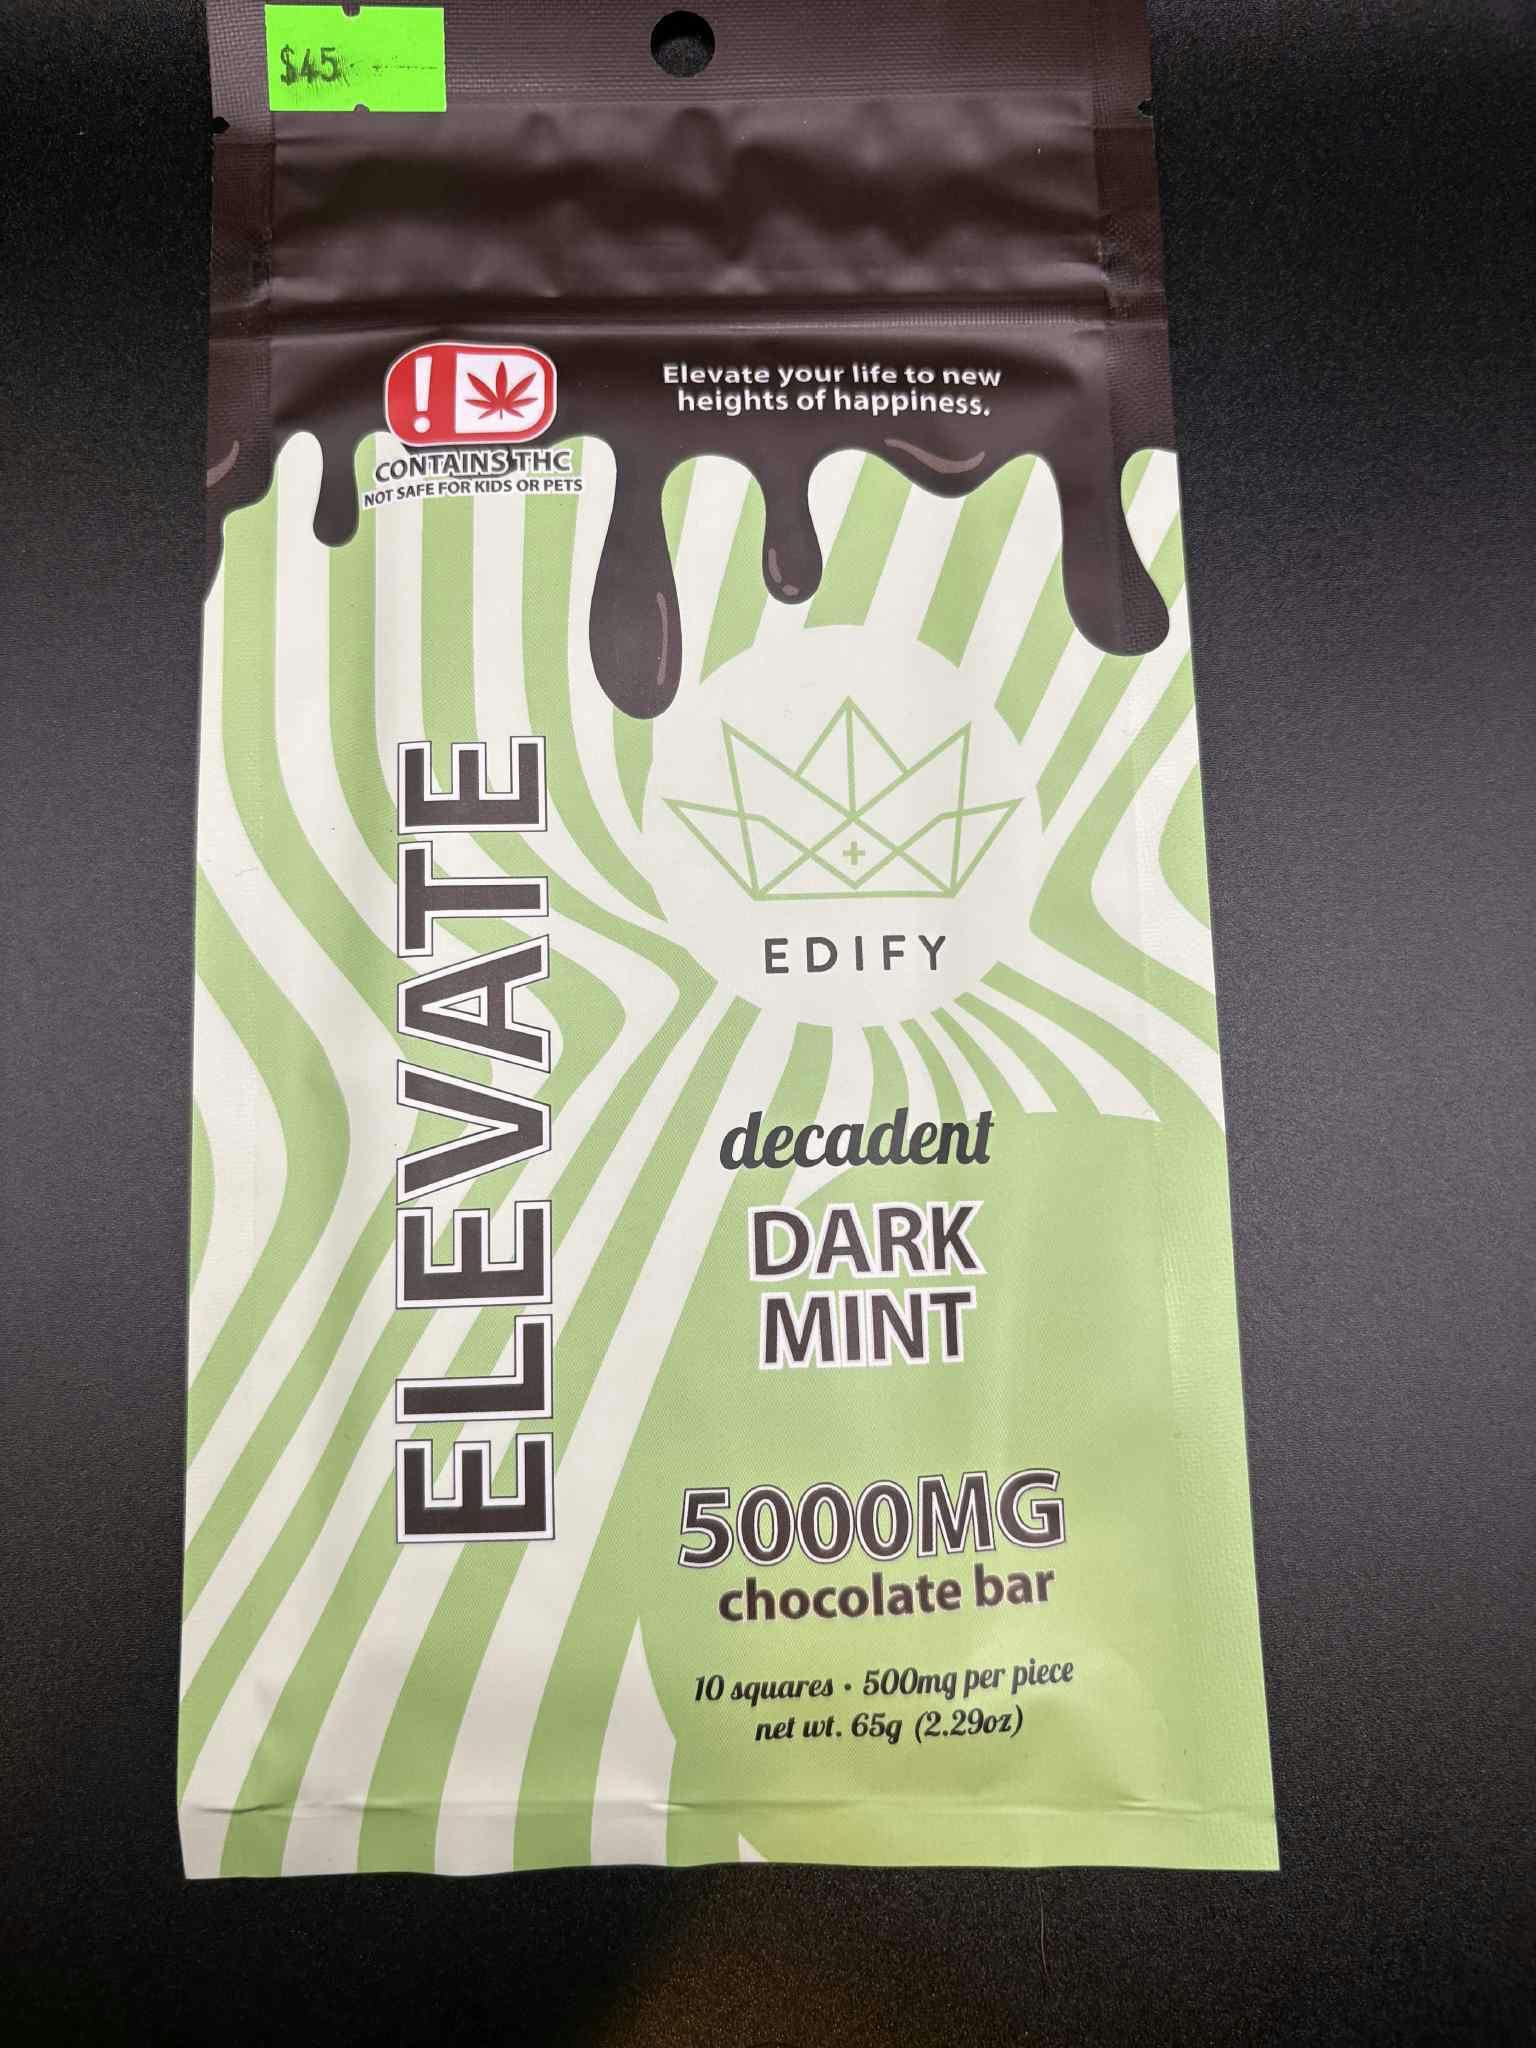 $45
Elevate your life to new
heights of happiness.
!
CONTAINS THC
NOT SAFE FOR KIDS OR PETS
ELEVATE
EDIFY
decadent
DARK
MINT
5000MG
chocolate bar
10 squares · 500mg per piece
net wt. 65g (2.29oz)